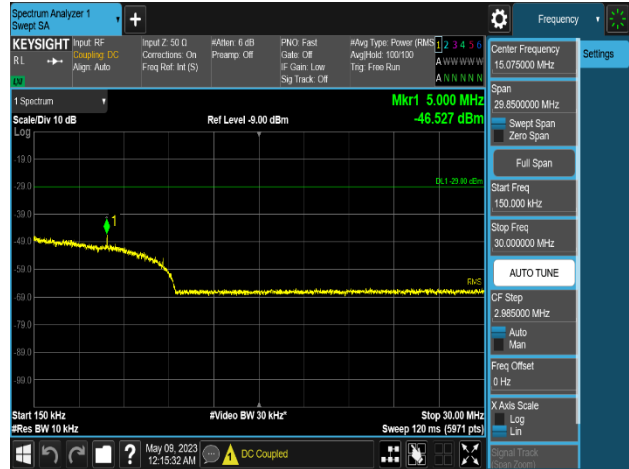 Spectrum Analyzer 1
Swept SA
+
Frequency
KEYSIGHT
RL
LXI
Input: RF
Coupling: DC
Align: Auto
Input Z: 50 Ω
Corrections: On
Freq Ref: Int (S)
#Atten: 6 dB
Preamp: Off
PNO: Fast
Gate: Off
IF Gain: Low
Sig Track: Off
#Avg Type: Power (RMS)
Avg|Hold: 100/100
Trig: Free Run
1 2 3 4 5 6
A W W W W W
A N N N N N
1 Spectrum
Scale/Div 10 dB
Log
Ref Level -9.00 dBm
Mkr1 5.000 MHz
-46.527 dBm
-19.0
-29.0
-39.0
-49.0
-59.0
-69.0
-79.0
-89.0
-99.0
DL1 -29.00 dBm
1
RMS
Start 150 kHz
#Res BW 10 kHz
#Video BW 30 kHz*
Stop 30.00 MHz
Sweep 120 ms (5971 pts)
Center Frequency
15.075000 MHz
Settings
Span
29.8500000 MHz
Swept Span
Zero Span
Full Span
Start Freq
150.000 kHz
Stop Freq
30.000000 MHz
AUTO TUNE
CF Step
2.985000 MHz
Auto
Man
Freq Offset
0 Hz
X Axis Scale
Log
Lin
Signal Track
(Span Zoom)
?
May 09, 2023
12:15:32 AM
DC Coupled